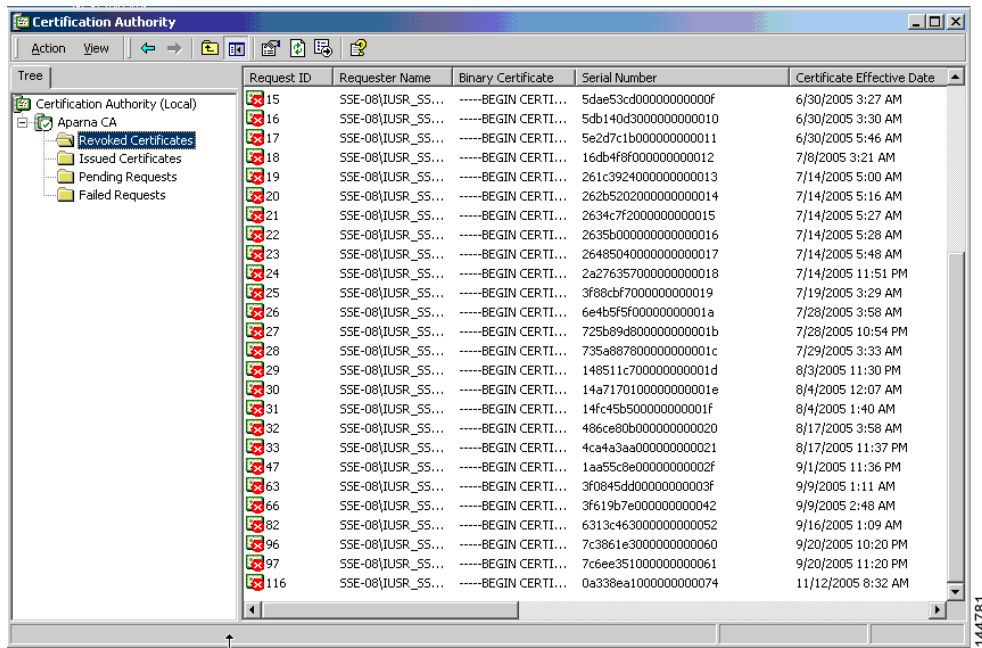 Certification Authority
Action View
Tree
Request ID Requester Name Binary Certificate Serial Number Certificate Effective Date
Certification Authority (Local)
Aparna CA
Revoked Certificates
Issued Certificates
Pending Requests
Failed Requests
15 SSE-08\IUSR_SS... -----BEGIN CERTI... 5dae53cd00000000000f 6/30/2005 3:27 AM
16 SSE-08\IUSR_SS... -----BEGIN CERTI... 5db140d3000000000010 6/30/2005 3:30 AM
17 SSE-08\IUSR_SS... -----BEGIN CERTI... 5e2d7c1b000000000011 6/30/2005 5:46 AM
18 SSE-08\IUSR_SS... -----BEGIN CERTI... 16db4f8f000000000012 7/8/2005 3:21 AM
19 SSE-08\IUSR_SS... -----BEGIN CERTI... 261c3924000000000013 7/14/2005 5:00 AM
20 SSE-08\IUSR_SS... -----BEGIN CERTI... 262b5202000000000014 7/14/2005 5:16 AM
21 SSE-08\IUSR_SS... -----BEGIN CERTI... 2634c7f2000000000015 7/14/2005 5:27 AM
22 SSE-08\IUSR_SS... -----BEGIN CERTI... 2635b000000000000016 7/14/2005 5:28 AM
23 SSE-08\IUSR_SS... -----BEGIN CERTI... 26485040000000000017 7/14/2005 5:48 AM
24 SSE-08\IUSR_SS... -----BEGIN CERTI... 2a276357000000000018 7/14/2005 11:51 PM
25 SSE-08\IUSR_SS... -----BEGIN CERTI... 3f88cbf7000000000019 7/19/2005 3:29 AM
26 SSE-08\IUSR_SS... -----BEGIN CERTI... 6e4b5f5f00000000001a 7/28/2005 3:58 AM
27 SSE-08\IUSR_SS... -----BEGIN CERTI... 725b89d800000000001b 7/28/2005 10:54 PM
28 SSE-08\IUSR_SS... -----BEGIN CERTI... 735a887800000000001c 7/29/2005 3:33 AM
29 SSE-08\IUSR_SS... -----BEGIN CERTI... 148511c700000000001d 8/3/2005 11:30 PM
30 SSE-08\IUSR_SS... -----BEGIN CERTI... 14a7170100000000001e 8/4/2005 12:07 AM
31 SSE-08\IUSR_SS... -----BEGIN CERTI... 14fc45b500000000001f 8/4/2005 1:40 AM
32 SSE-08\IUSR_SS... -----BEGIN CERTI... 486ce80b000000000020 8/17/2005 3:58 AM
33 SSE-08\IUSR_SS... -----BEGIN CERTI... 4ca4a3aa000000000021 8/17/2005 11:37 PM
47 SSE-08\IUSR_SS... -----BEGIN CERTI... 1aa55c8e00000000002f 9/1/2005 11:36 PM
63 SSE-08\IUSR_SS... -----BEGIN CERTI... 3f0845dd00000000003f 9/9/2005 1:11 AM
66 SSE-08\IUSR_SS... -----BEGIN CERTI... 3f619b7e000000000042 9/9/2005 2:48 AM
82 SSE-08\IUSR_SS... -----BEGIN CERTI... 6313c463000000000052 9/16/2005 1:09 AM
96 SSE-08\IUSR_SS... -----BEGIN CERTI... 7c3861e3000000000060 9/20/2005 10:20 PM
97 SSE-08\IUSR_SS... -----BEGIN CERTI... 7c6ee351000000000061 9/20/2005 11:20 PM
116 SSE-08\IUSR_SS... -----BEGIN CERTI... 0a338ea1000000000074 11/12/2005 8:32 AM
144781